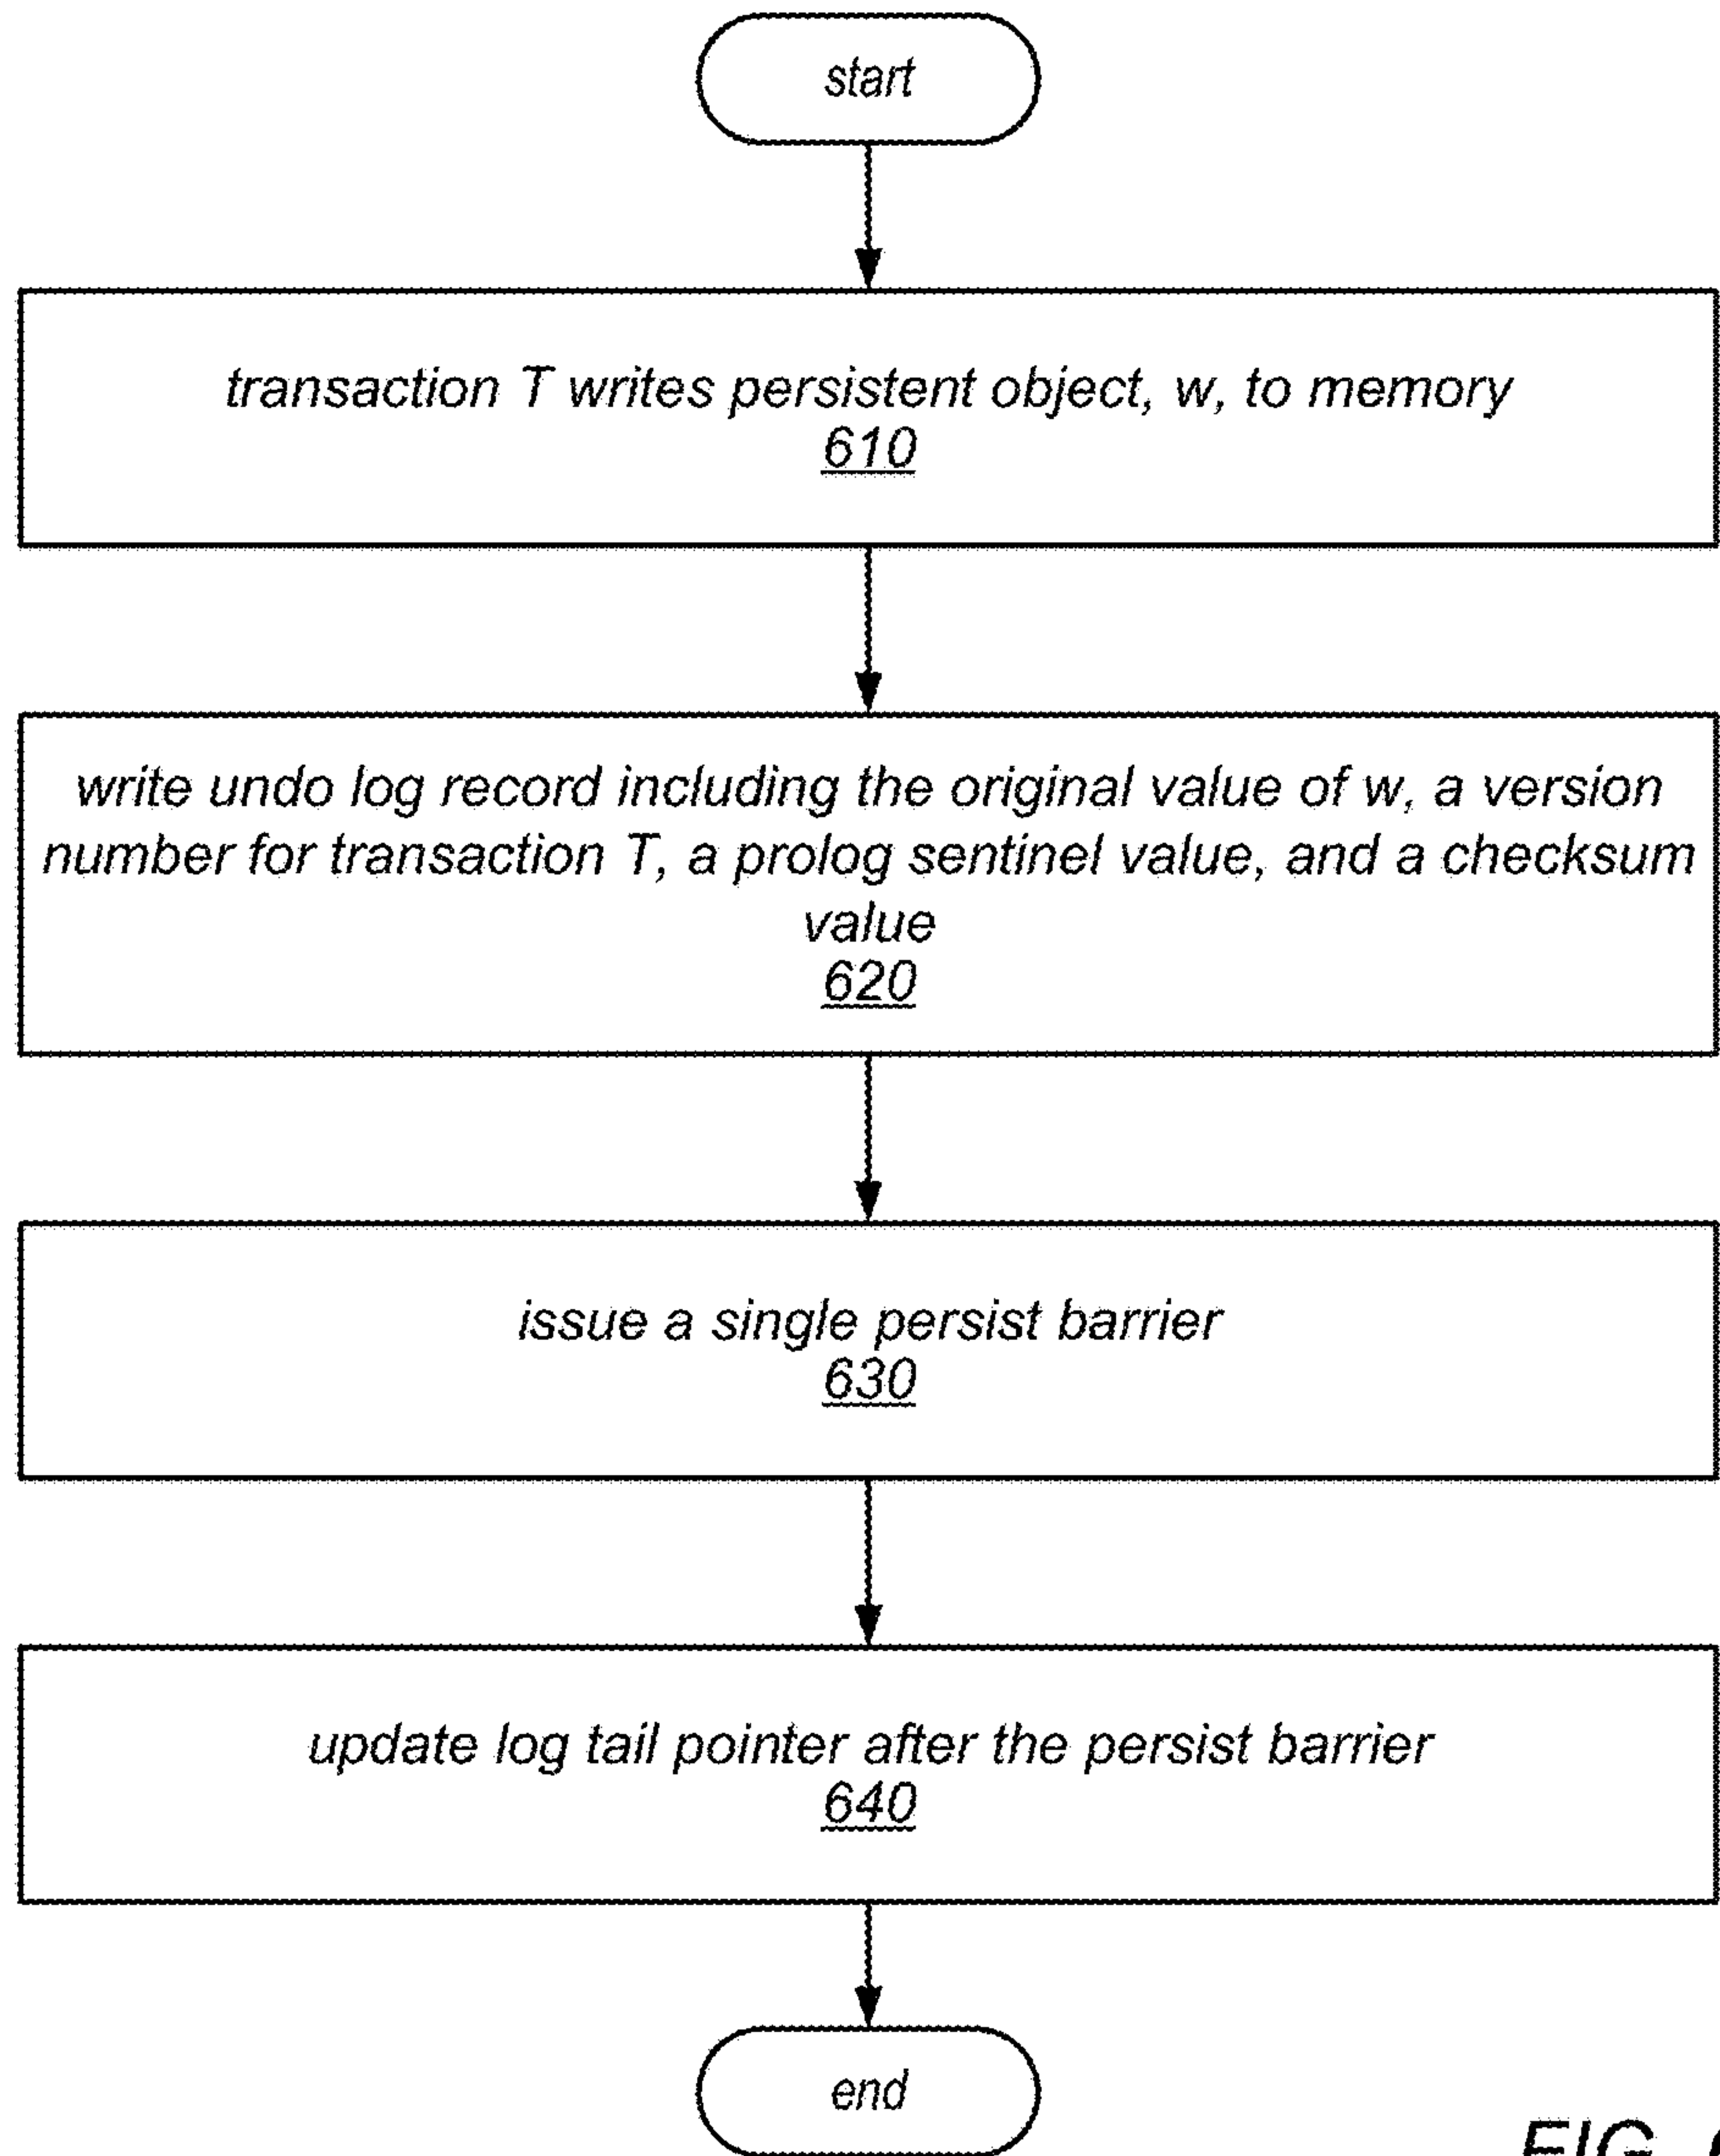 start
transaction T writes persistent object, w, to memory
610
write undo log record including the original value of w, a version
number for transaction T, a prolog sentinel value, and a checksum
value
620
issue a single persist barrier
630
update log tail pointer after the persist barrier
640
end
FIG.